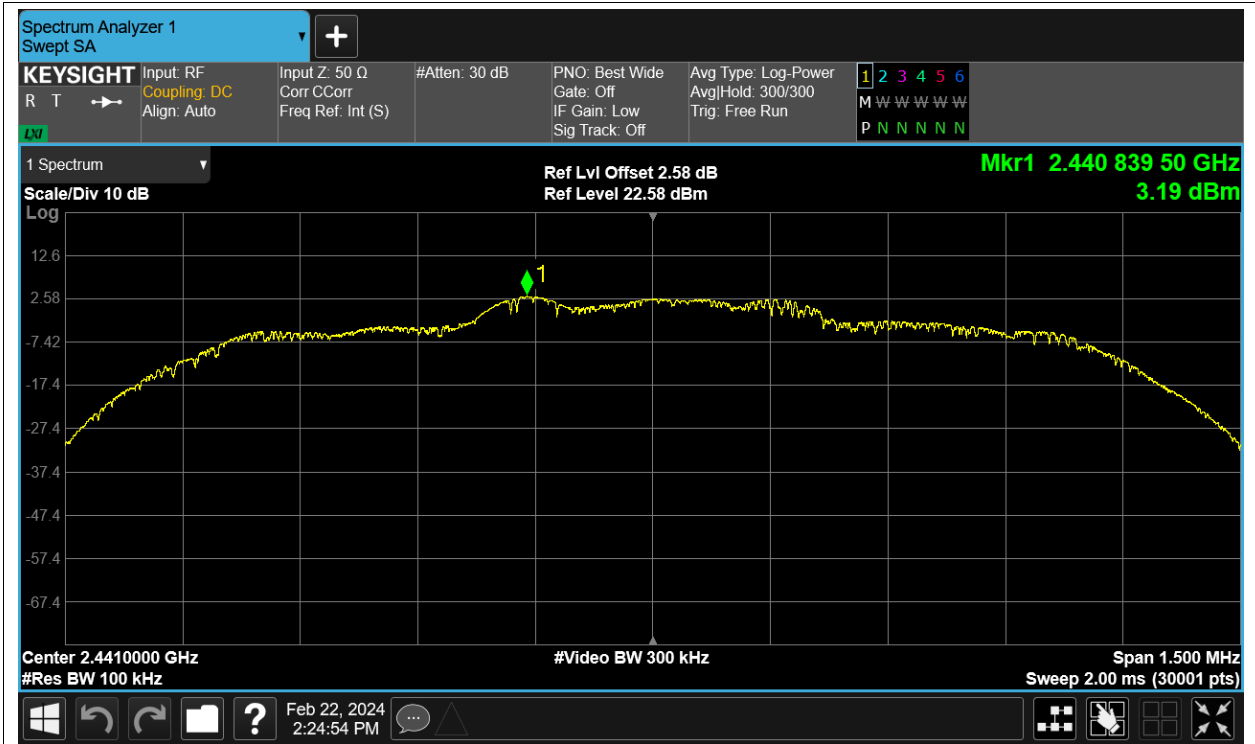 Spectrum Analyzer 1
Swept SA
+
KEYSIGHT
R T
LXI
Input: RF
Coupling: DC
Align: Auto
Input Z: 50 Ω
Corr CCorr
Freq Ref: Int (S)
#Atten: 30 dB
PNO: Best Wide
Gate: Off
IF Gain: Low
Sig Track: Off
Avg Type: Log-Power
Avg|Hold: 300/300
Trig: Free Run
1 2 3 4 5 6
M W W W W W
P N N N N N
1 Spectrum
Scale/Div 10 dB
Log
Ref Lvl Offset 2.58 dB
Ref Level 22.58 dBm
Mkr1 2.440 839 50 GHz
3.19 dBm
12.6
1
2.58
-7.42
-17.4
-27.4
-37.4
-47.4
-57.4
-67.4
Center 2.4410000 GHz
#Res BW 100 kHz
#Video BW 300 kHz
Span 1.500 MHz
Sweep 2.00 ms (30001 pts)
?
Feb 22, 2024
2:24:54 PM